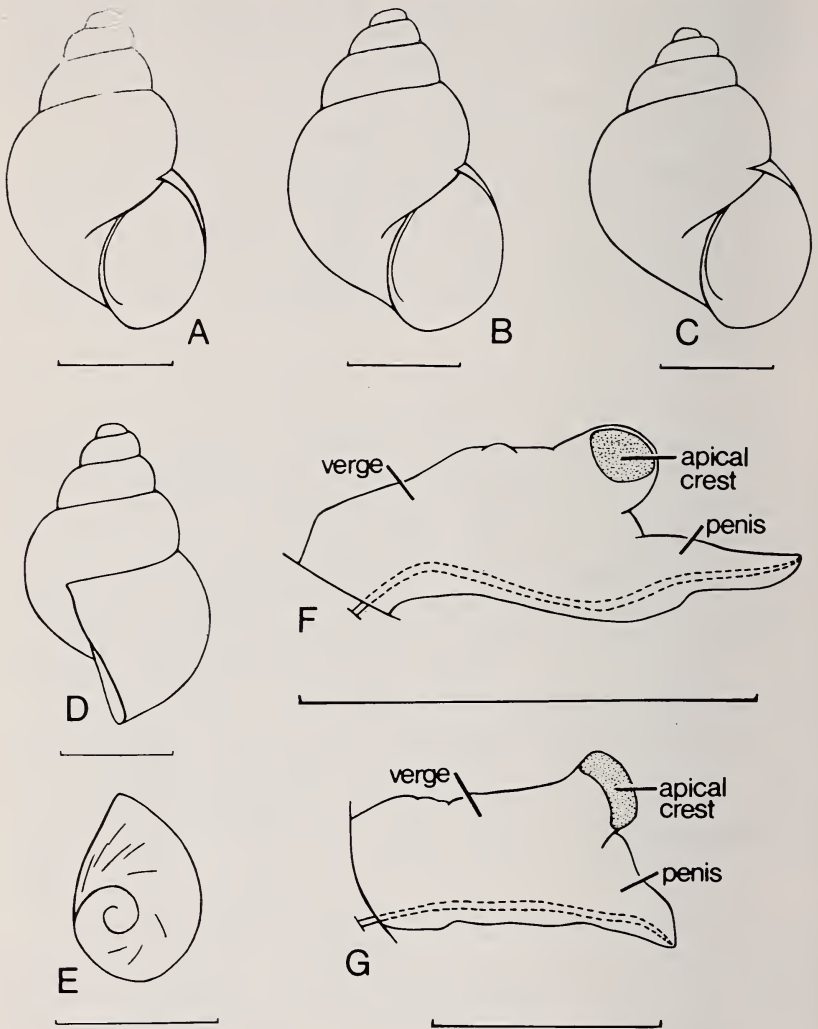 A
B
C
verge
apical
crest
penis
F
D
verge
apical
crest
penis
E
G